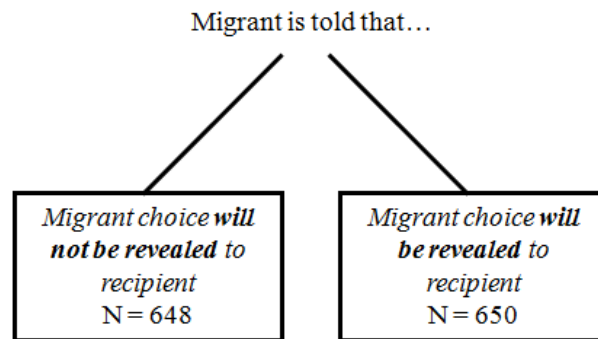 Migrant is told that…
Migrant choice will
not be revealed to
recipient
N = 648
Migrant choice will
be revealed to
recipient
N = 650